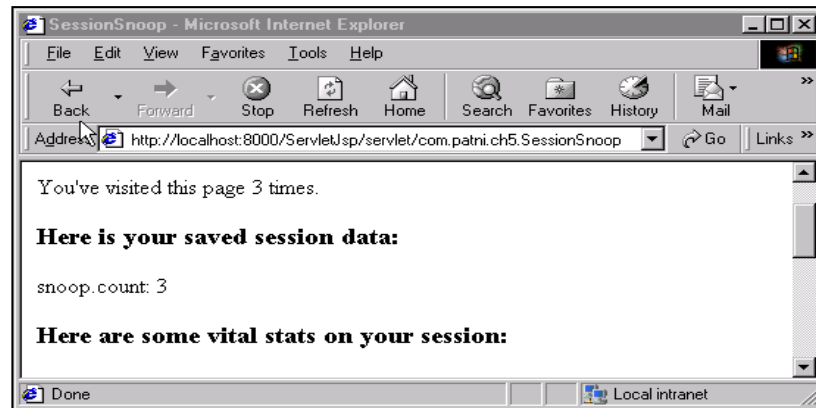 SessionSnoop - Microsoft Internet Explorer
File Edit View Favorites Tools Help
Back Forward Stop Refresh Home Search Favorites History Mail »
Address http://localhost:8000/ServletJsp/servlet/com.patni.ch5.SessionSnoop Go Links »
You've visited this page 3 times.
Here is your saved session data:
snoop.count: 3
Here are some vital stats on your session:
Done Local intranet